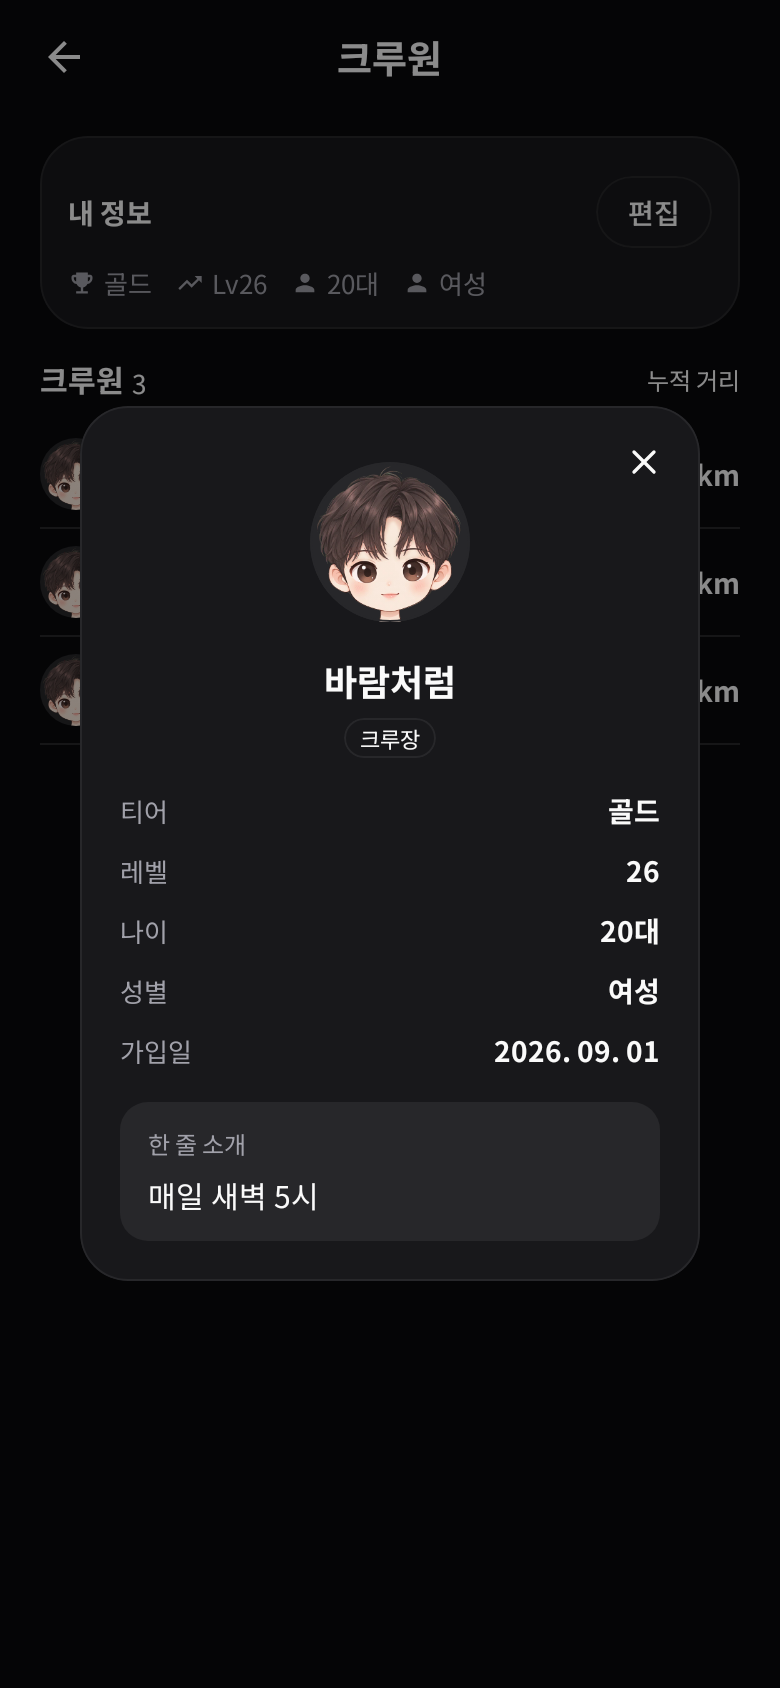 크루원
내 정보
편집
골드 Lv26 20대 여성
크루원 3
누적 거리
km
km
km
바람처럼
크루장
티어 골드
레벨 26
나이 20대
성별 여성
가입일 2026. 09. 01
한 줄 소개
매일 새벽 5시